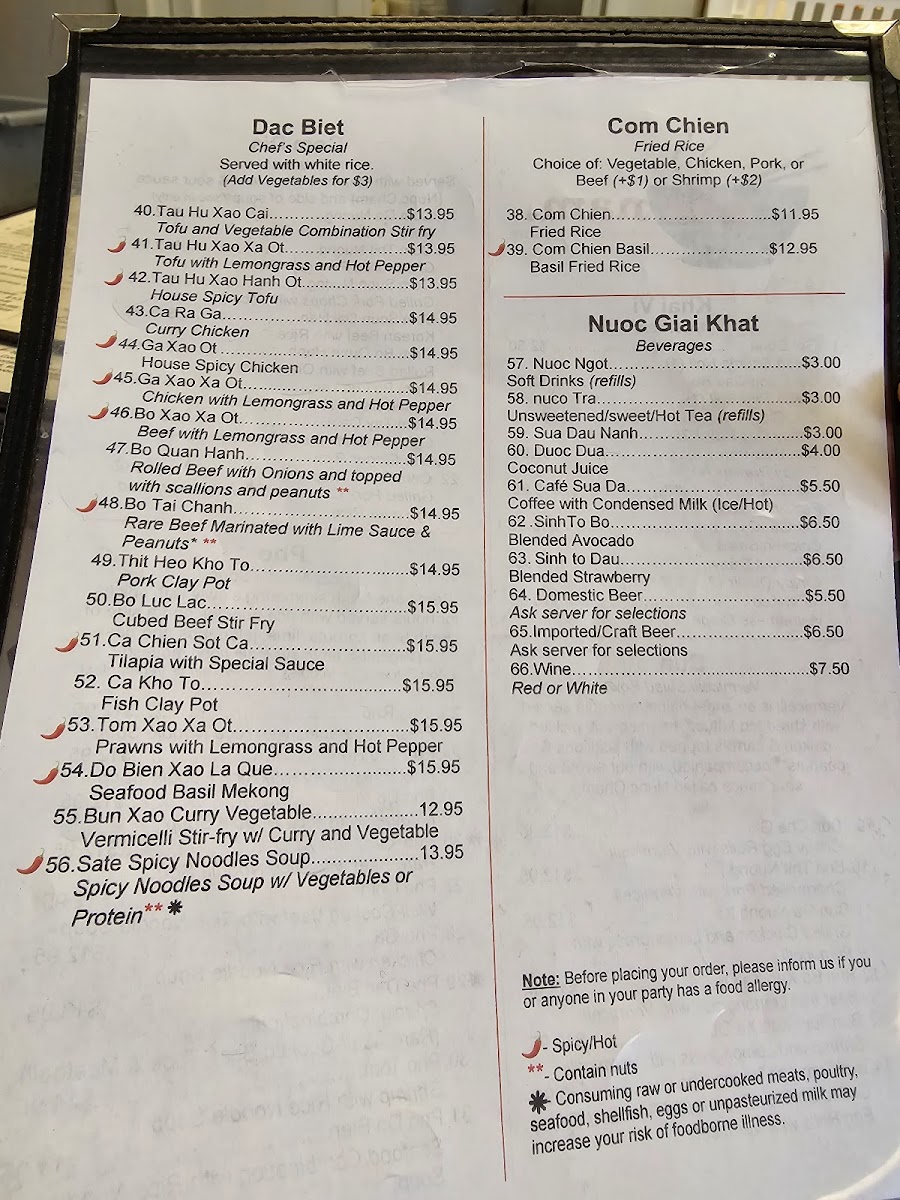 Dac Biet
Chef's Special
Served with white rice.
(Add Vegetables for $3)
40.Tau Hu Xao Cai..............................$13.95
Tofu and Vegetable Combination Stir fry
41.Tau Hu Xao Xa Ot...........................$13.95
Tofu with Lemongrass and Hot Pepper
42.Tau Hu Xao Hanh Ot.......................$13.95
House Spicy Tofu
43.Ca Ra Ga.......................................$14.95
Curry Chicken
44.Ga Xao Ot ......................................$14.95
House Spicy Chicken
45.Ga Xao Xa Ot..................................$14.95
Chicken with Lemongrass and Hot Pepper
46.Bo Xao Xa Ot..................................$14.95
Beef with Lemongrass and Hot Pepper
47.Bo Quan Hanh................................$14.95
Rolled Beef with Onions and topped
with scallions and peanuts **
48.Bo Tai Chanh..................................$14.95
Rare Beef Marinated with Lime Sauce &
Peanuts* **
49.Thit Heo Kho To..............................$14.95
Pork Clay Pot
50.Bo Luc Lac......................................$15.95
Cubed Beef Stir Fry
51.Ca Chien Sot Ca..............................$15.95
Tilapia with Special Sauce
52. Ca Kho To......................................$15.95
Fish Clay Pot
53.Tom Xao Xa Ot................................$15.95
Prawns with Lemongrass and Hot Pepper
54.Do Bien Xao La Que........................$15.95
Seafood Basil Mekong
55.Bun Xao Curry Vegetable....................12.95
Vermicelli Stir-fry w/ Curry and Vegetable
56.Sate Spicy Noodles Soup.....................13.95
Spicy Noodles Soup w/ Vegetables or
Protein** ✱
Com Chien
Fried Rice
Choice of: Vegetable, Chicken, Pork, or
Beef (+$1) or Shrimp (+$2)
38. Com Chien....................................$11.95
Fried Rice
39. Com Chien Basil...........................$12.95
Basil Fried Rice
Nuoc Giai Khat
Beverages
57. Nuoc Ngot..........................................$3.00
Soft Drinks (refills)
58. nuco Tra.............................................$3.00
Unsweetened/sweet/Hot Tea (refills)
59. Sua Dau Nanh....................................$3.00
60. Duoc Dua...........................................$4.00
Coconut Juice
61. Café Sua Da......................................$5.50
Coffee with Condensed Milk (Ice/Hot)
62.SinhTo Bo..........................................$6.50
Blended Avocado
63. Sinh to Dau.......................................$6.50
Blended Strawberry
64. Domestic Beer...................................$5.50
Ask server for selections
65.Imported/Craft Beer...........................$6.50
Ask server for selections
66.Wine...................................................$7.50
Red or White
Note: Before placing your order, please inform us if you
or anyone in your party has a food allergy.
- Spicy/Hot
**- Contain nuts
✱- Consuming raw or undercooked meats, poultry,
seafood, shellfish, eggs or unpasteurized milk may
increase your risk of foodborne illness.